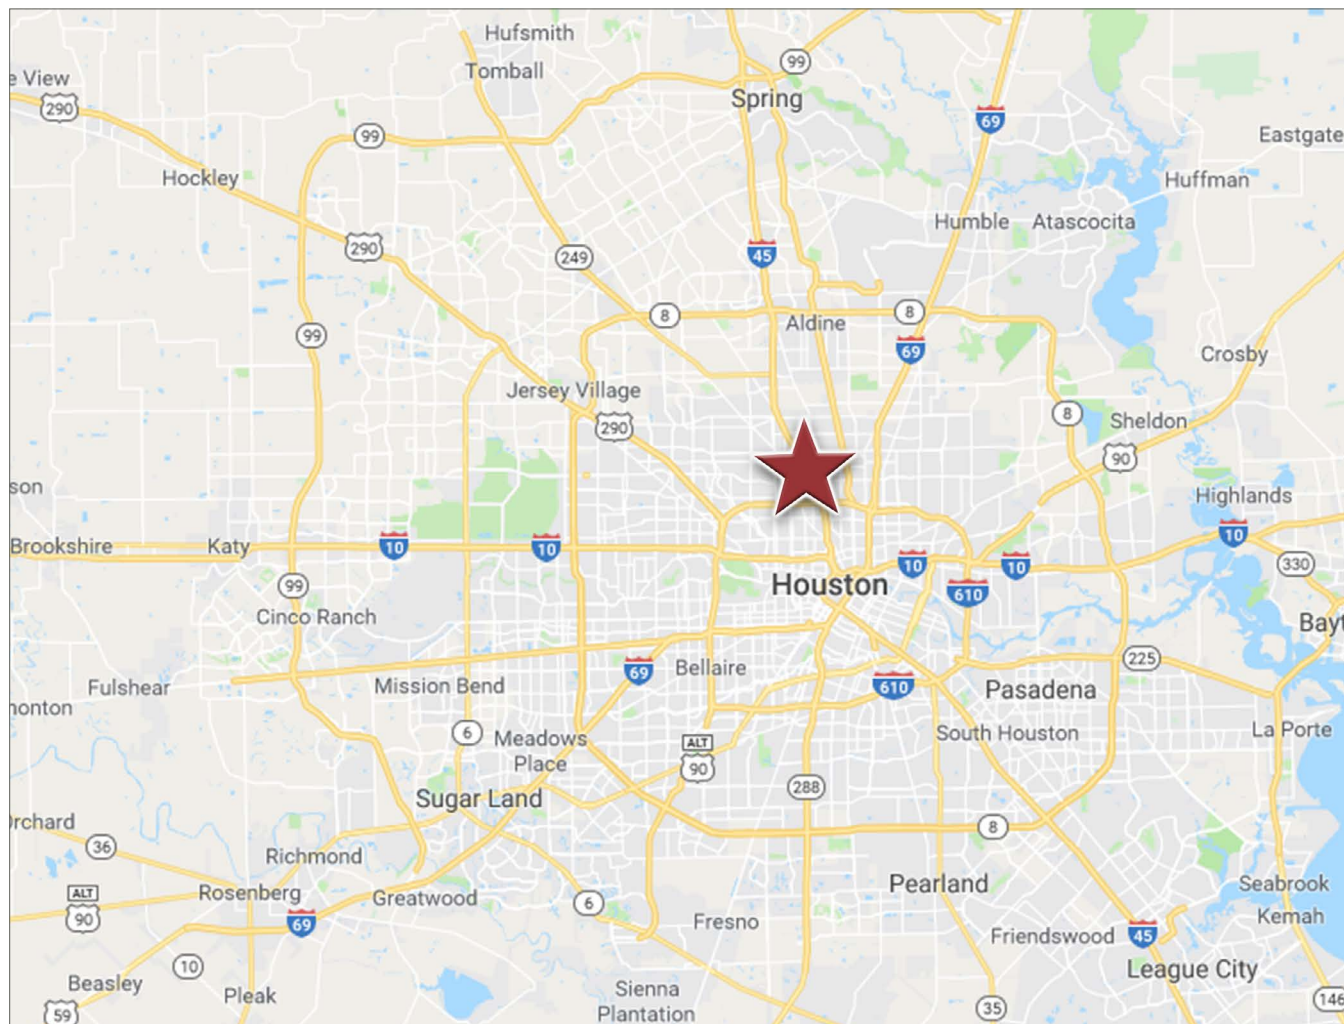 Hufsmith
Tomball
99
Spring
e View
290
69
99
Eastgate
Hockley
Huffman
Humble
Atascocita
290
249
45
8
8
Aldine
99
69
Crosby
Jersey Village
8
Sheldon
290
90
son
Highlands
Brookshire
Katy
10
10
10
10
10
330
Houston
99
610
Cinco Ranch
Bayt
225
Bellaire
69
Fulshear
Mission Bend
610
Pasadena
monton
6
Meadows
Place
ALT
90
South Houston
La Porte
288
Sugar Land
Orchard
8
36
Richmond
ALT
90
Rosenberg
Greatwood
69
6
Pearland
Seabrook
Kemah
Fresno
Friendswood
45
10
League City
Beasley
Pleak
Sienna
Plantation
59
35
146